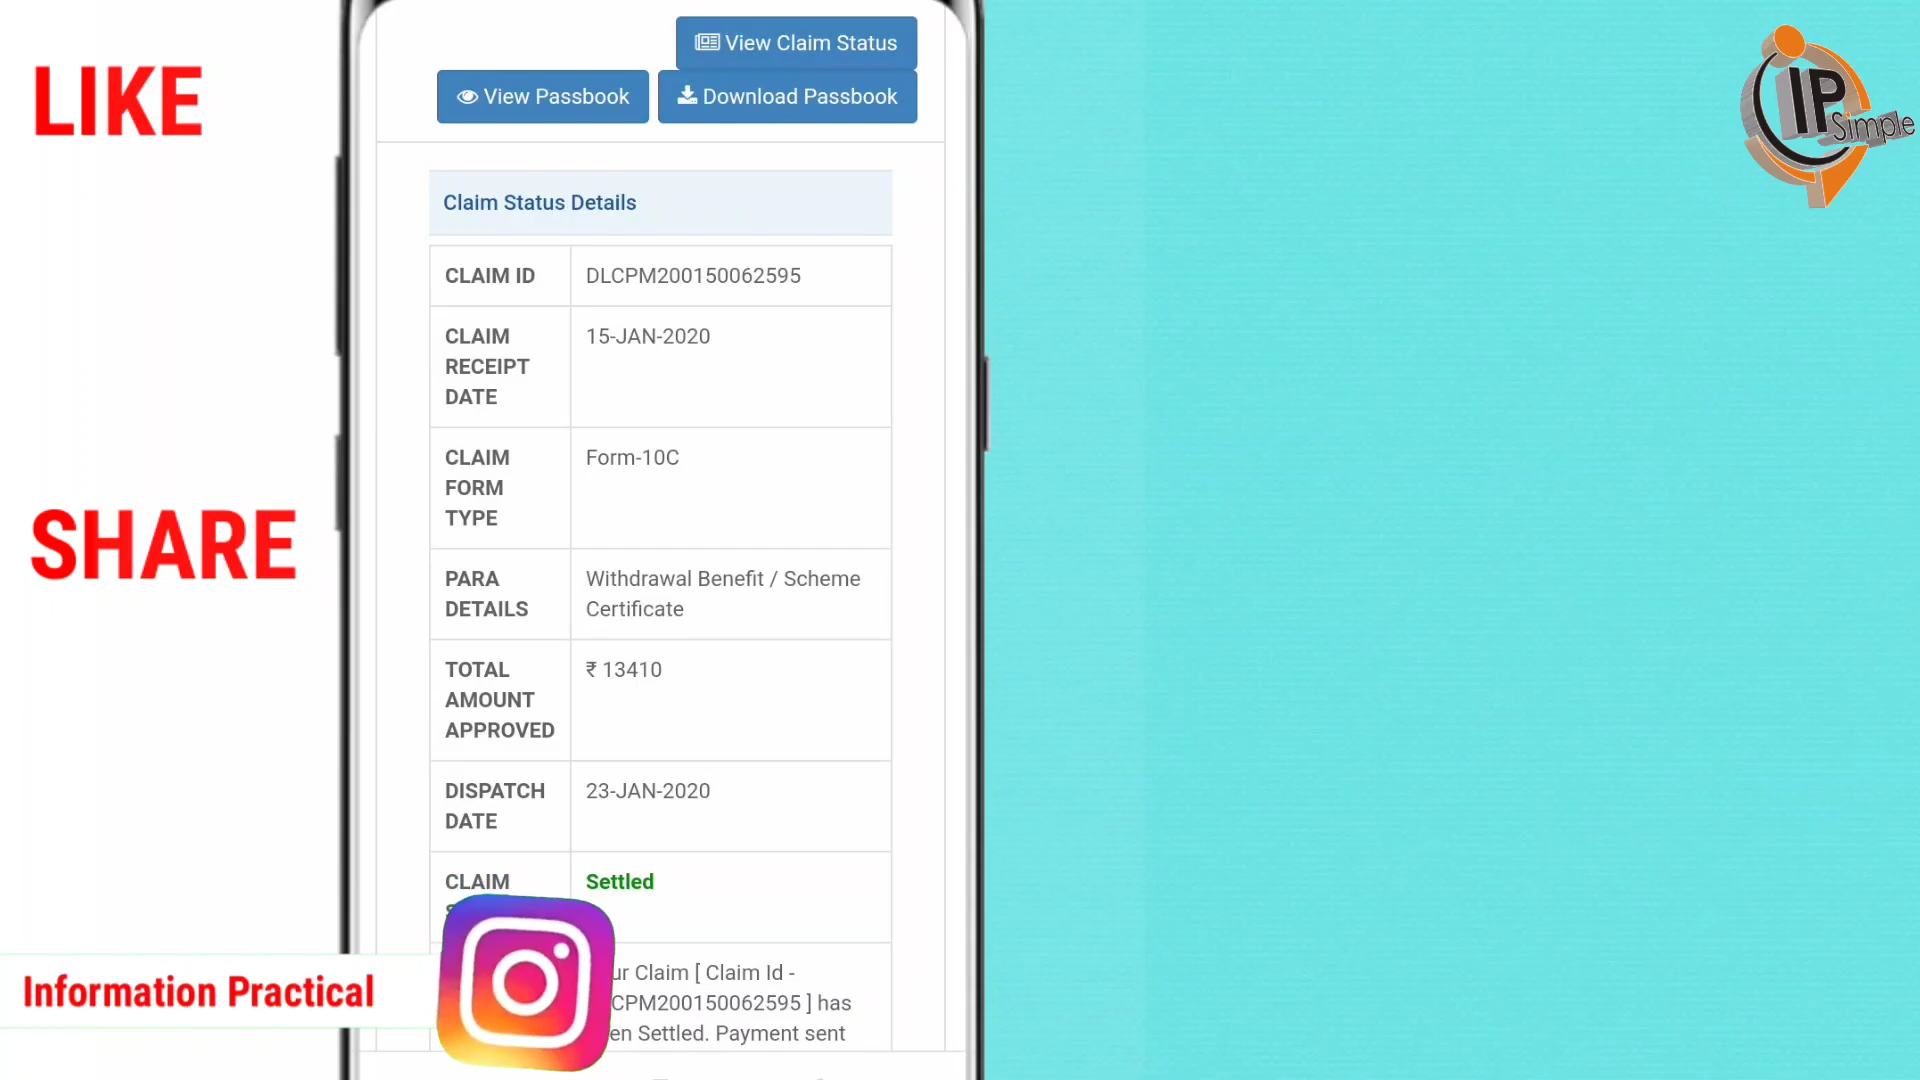 LIKE
SHARE
Information Practical
View Claim Status
View Passbook
Download Passbook
Claim Status Details
CLAIM ID
DLCPM200150062595
CLAIM
RECEIPT
DATE
15-JAN-2020
CLAIM
FORM
TYPE
Form-10C
PARA
DETAILS
Withdrawal Benefit / Scheme
Certificate
TOTAL
AMOUNT
APPROVED
₹ 13410
DISPATCH
DATE
23-JAN-2020
CLAIM
Settled
Claim [ Claim Id -
CPM200150062595 ] has
Settled. Payment sent
IP
Simple